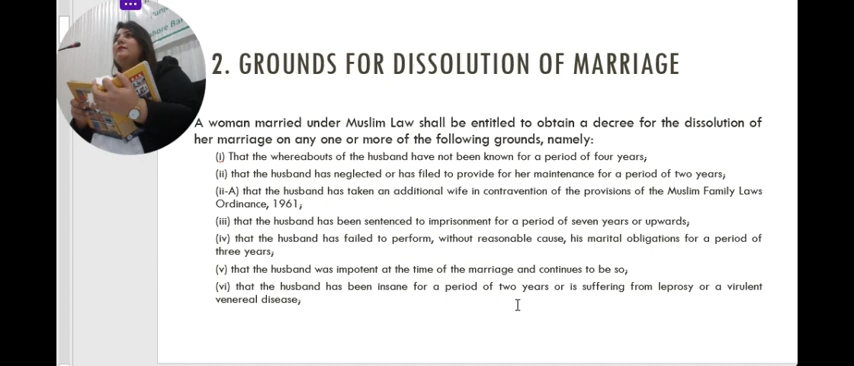 2. GROUNDS FOR DISSOLUTION OF MARRIAGE
A woman married under Muslim Law shall be entitled to obtain a decree for the dissolution of
her marriage on any one or more of the following grounds, namely:
(i) That the whereabouts of the husband have not been known for a period of four years;
(ii) that the husband has neglected or has filed to provide for her maintenance for a period of two years;
(ii-A) that the husband has taken an additional wife in contravention of the provisions of the Muslim Family Laws
Ordinance, 1961;
(iii) that the husband has been sentenced to imprisonment for a period of seven years or upwards;
(iv) that the husband has failed to perform, without reasonable cause, his marital obligations for a period of
three years;
(v) that the husband was impotent at the time of the marriage and continues to be so;
(vi) that the husband has been insane for a period of two years or is suffering from leprosy or a virulent
venereal disease;